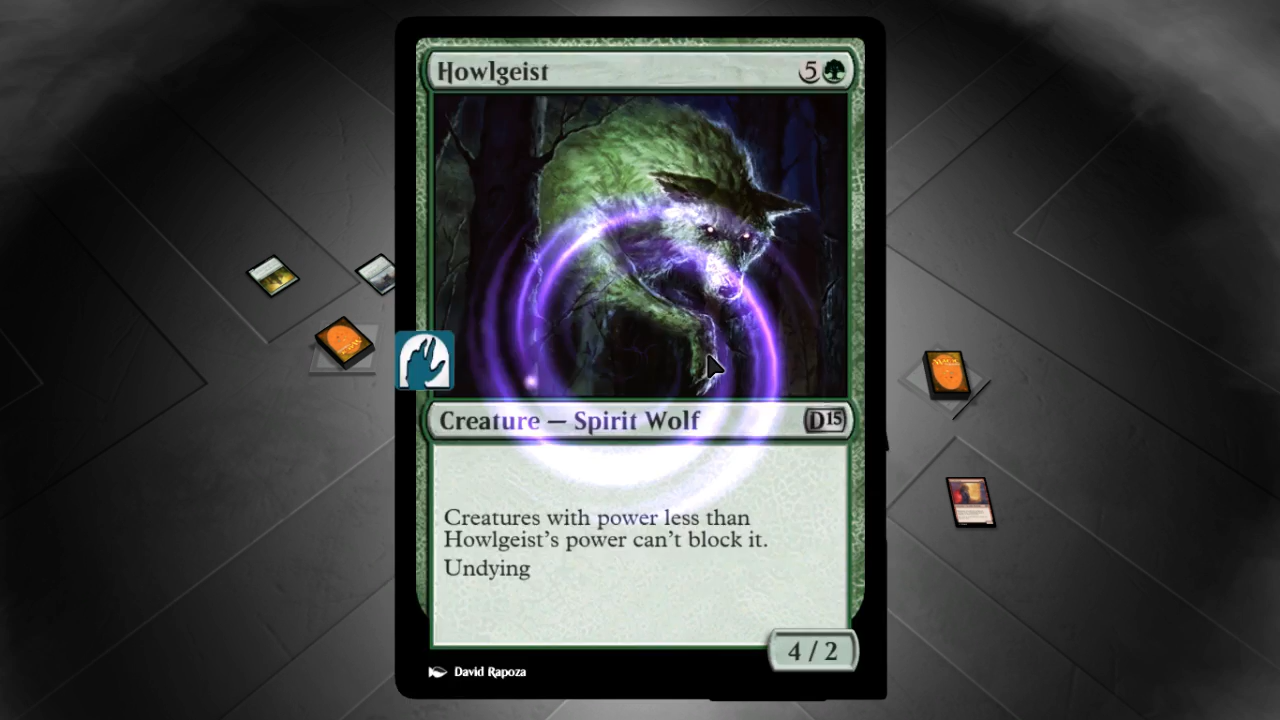 Howlgeist
5
Creature — Spirit Wolf
D15
Creatures with power less than
Howlgeist's power can't block it.
Undying
4 / 2
David Rapoza